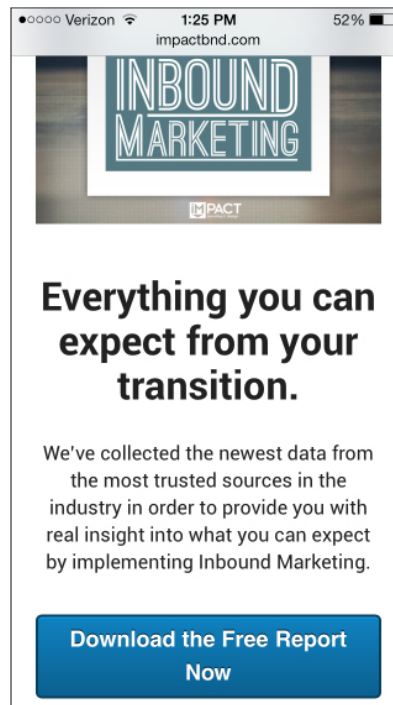 Verizon 1:25 PM 52%
impactbnd.com
INBOUND
MARKETING
IMPACT
Everything you can
expect from your
transition.
We've collected the newest data from
the most trusted sources in the
industry in order to provide you with
real insight into what you can expect
by implementing Inbound Marketing.
Download the Free Report
Now